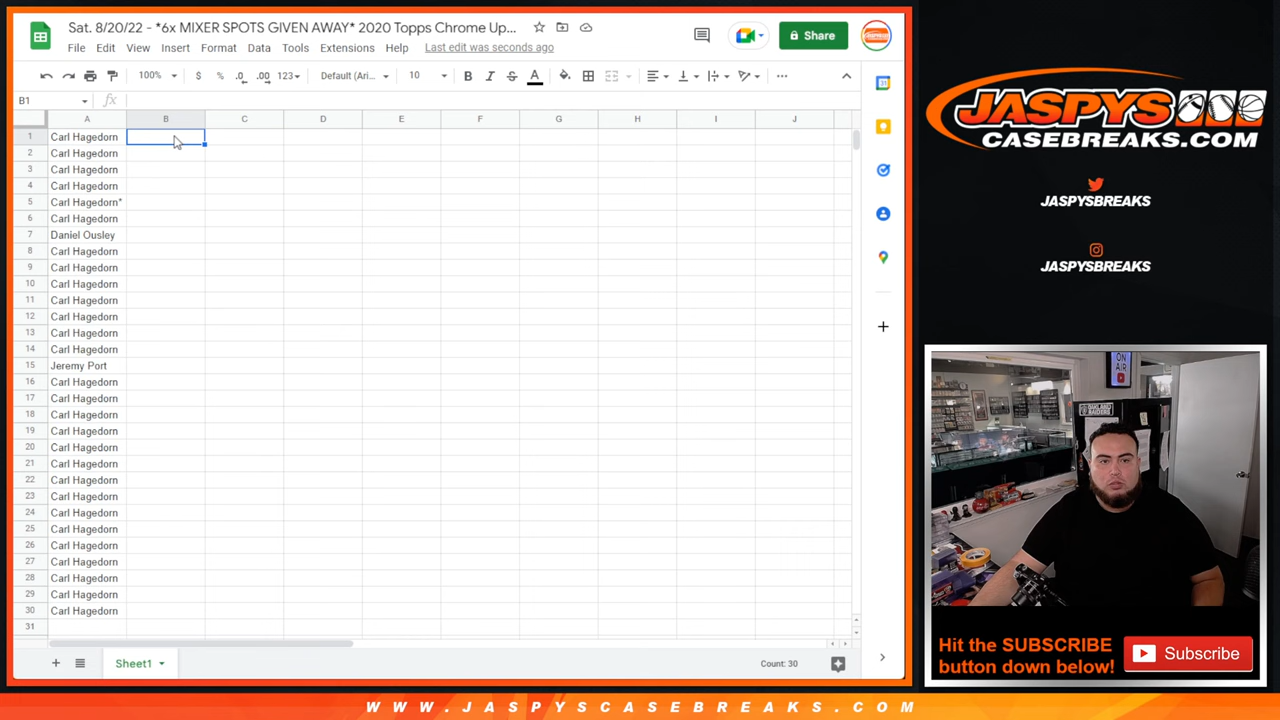 Sat. 8/20/22 - *6x MIXER SPOTS GIVEN AWAY* 2020 Topps Chrome Up...
File Edit View Insert Format Data Tools Extensions Help Last edit was seconds ago
Share
100% $ % .0 .00 123 Default (Ari... 10 B I S A
B1 fx
A B C D E F G H I J
1 Carl Hagedorn
2 Carl Hagedorn
3 Carl Hagedorn
4 Carl Hagedorn
5 Carl Hagedorn*
6 Carl Hagedorn
7 Daniel Ousley
8 Carl Hagedorn
9 Carl Hagedorn
10 Carl Hagedorn
11 Carl Hagedorn
12 Carl Hagedorn
13 Carl Hagedorn
14 Carl Hagedorn
15 Jeremy Port
16 Carl Hagedorn
17 Carl Hagedorn
18 Carl Hagedorn
19 Carl Hagedorn
20 Carl Hagedorn
21 Carl Hagedorn
22 Carl Hagedorn
23 Carl Hagedorn
24 Carl Hagedorn
25 Carl Hagedorn
26 Carl Hagedorn
27 Carl Hagedorn
28 Carl Hagedorn
29 Carl Hagedorn
30 Carl Hagedorn
31
Sheet1
Count: 30
JASPYS
CASEBREAKS.COM
JASPYSBREAKS
JASPYSBREAKS
ON
AIR
OAKLAND
RAIDERS
Hit the SUBSCRIBE
button down below!
Subscribe
WWW.JASPYSCASEBREAKS.COM